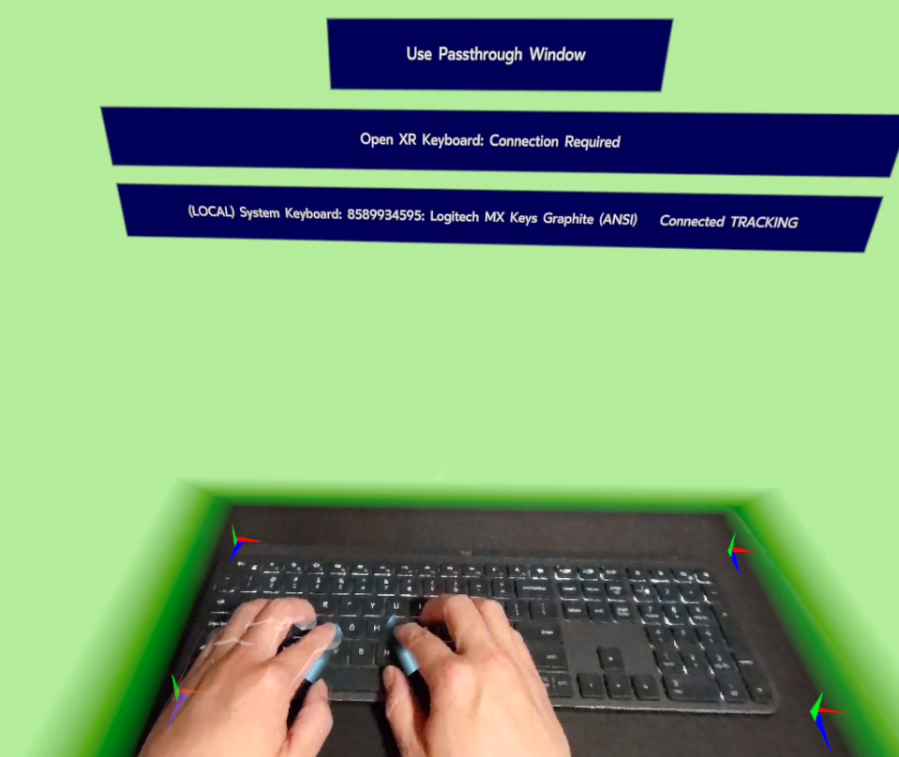 Use Passthrough Window
Open XR Keyboard: Connection Required
(LOCAL) System Keyboard: 8589934595: Logitech MX Keys Graphite (ANSI) Connected TRACKING
R Y U
G H
B N